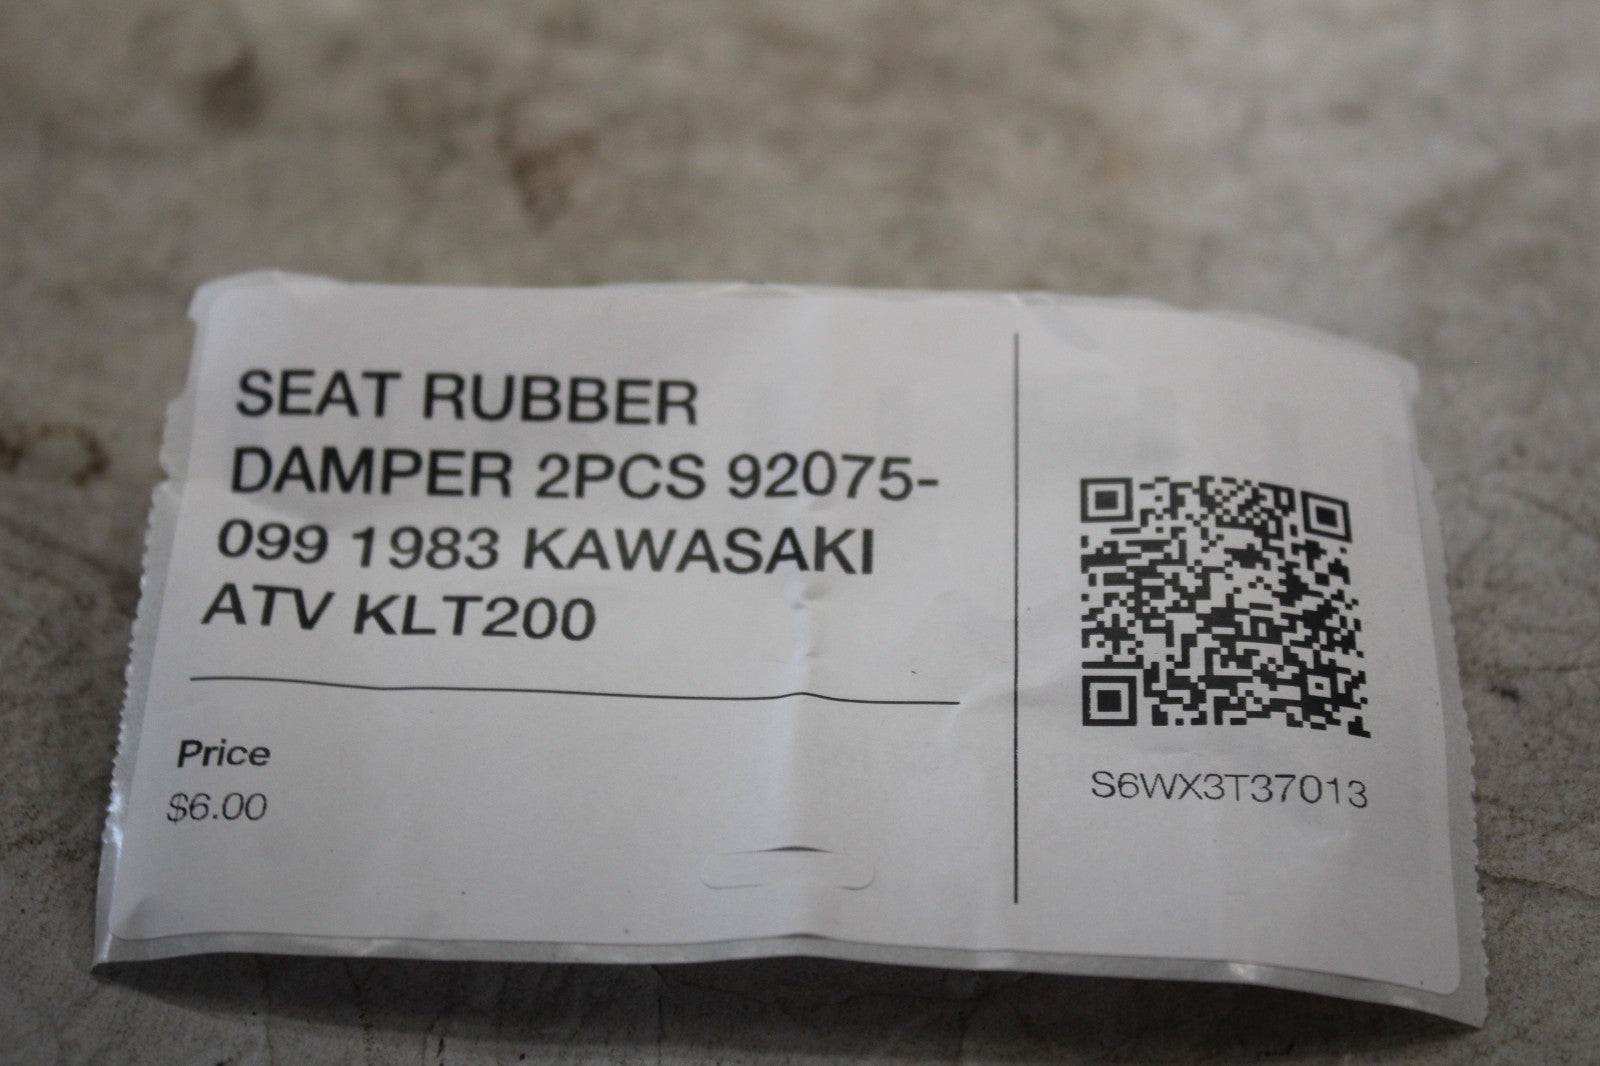 SEAT RUBBER
DAMPER 2PCS 92075-
099 1983 KAWASAKI
ATV KLT200
Price
$6.00
S6WX3T37013